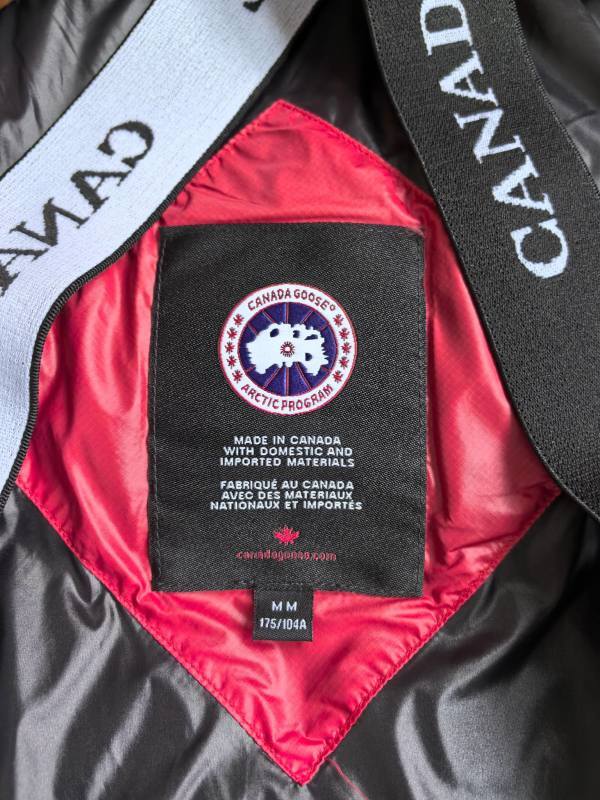 CANAD
CANA
CANADA GOOSE®
ARCTIC PROGRAM
MADE IN CANADA
WITH DOMESTIC AND
IMPORTED MATERIALS
FABRIQUÉ AU CANADA
AVEC DES MATERIAUX
NATIONAUX ET IMPORTÉS
canadagoose.com
M M
175/104A